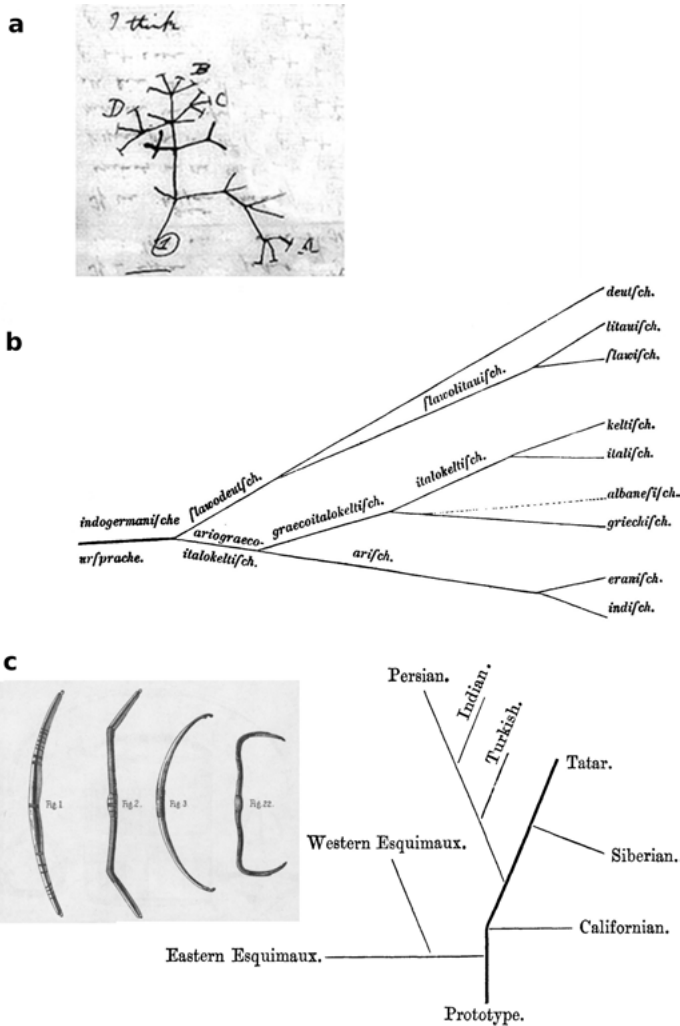 a
I think
B
D
C
A
1
b
deutſch.
litauiſch.
ſlawiſch.
ſlawolitauiſch.
keltiſch.
italiſch.
italokeltiſch.
ſlawodeutſch.
albaneſiſch.
graecoitalokeltiſch.
griechiſch.
indogermaniſche
ariograeco-
urſprache.
italokeltiſch.
ariſch.
eraniſch.
indiſch.
c
Persian.
Indian.
Turkish.
Tatar.
Fig.1
Fig.2.
Fig.3
Fig.22.
Western Esquimaux.
Siberian.
Californian.
Eastern Esquimaux.
Prototype.